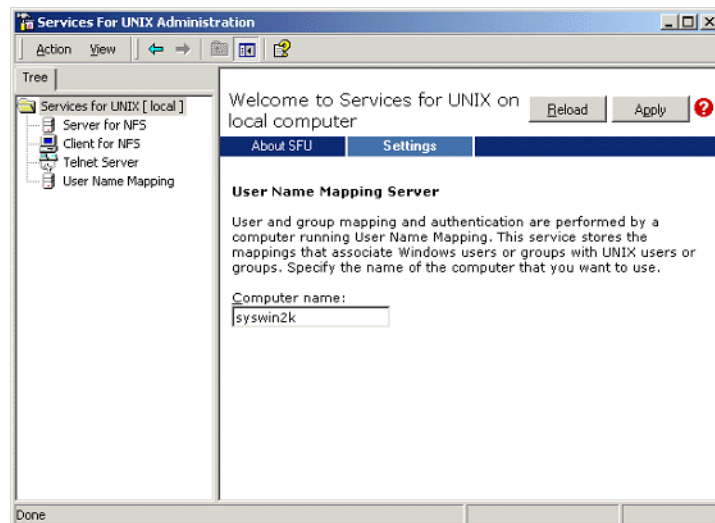 Services For UNIX Administration
Action View
Tree
Services for UNIX [ local ]
Server for NFS
Client for NFS
Telnet Server
User Name Mapping
Welcome to Services for UNIX on
local computer
Reload
Apply
About SFU
Settings
User Name Mapping Server
User and group mapping and authentication are performed by a
computer running User Name Mapping. This service stores the
mappings that associate Windows users or groups with UNIX users or
groups. Specify the name of the computer that you want to use.
Computer name:
syswin2k
Done